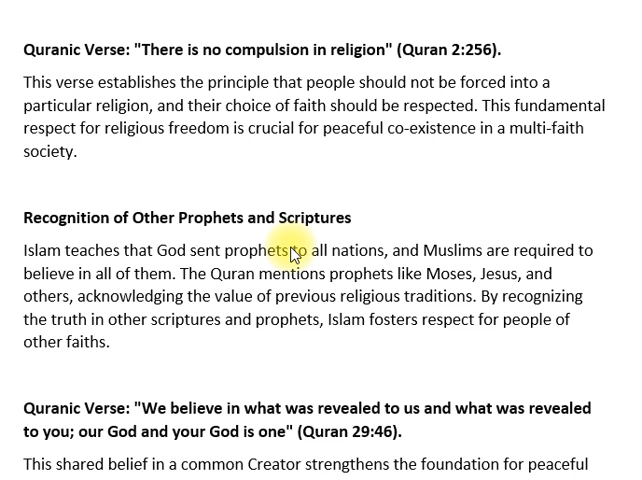 Quranic Verse: "There is no compulsion in religion" (Quran 2:256).
This verse establishes the principle that people should not be forced into a
particular religion, and their choice of faith should be respected. This fundamental
respect for religious freedom is crucial for peaceful co-existence in a multi-faith
society.
Recognition of Other Prophets and Scriptures
Islam teaches that God sent prophets to all nations, and Muslims are required to
believe in all of them. The Quran mentions prophets like Moses, Jesus, and
others, acknowledging the value of previous religious traditions. By recognizing
the truth in other scriptures and prophets, Islam fosters respect for people of
other faiths.
Quranic Verse: "We believe in what was revealed to us and what was revealed
to you; our God and your God is one" (Quran 29:46).
This shared belief in a common Creator strengthens the foundation for peaceful